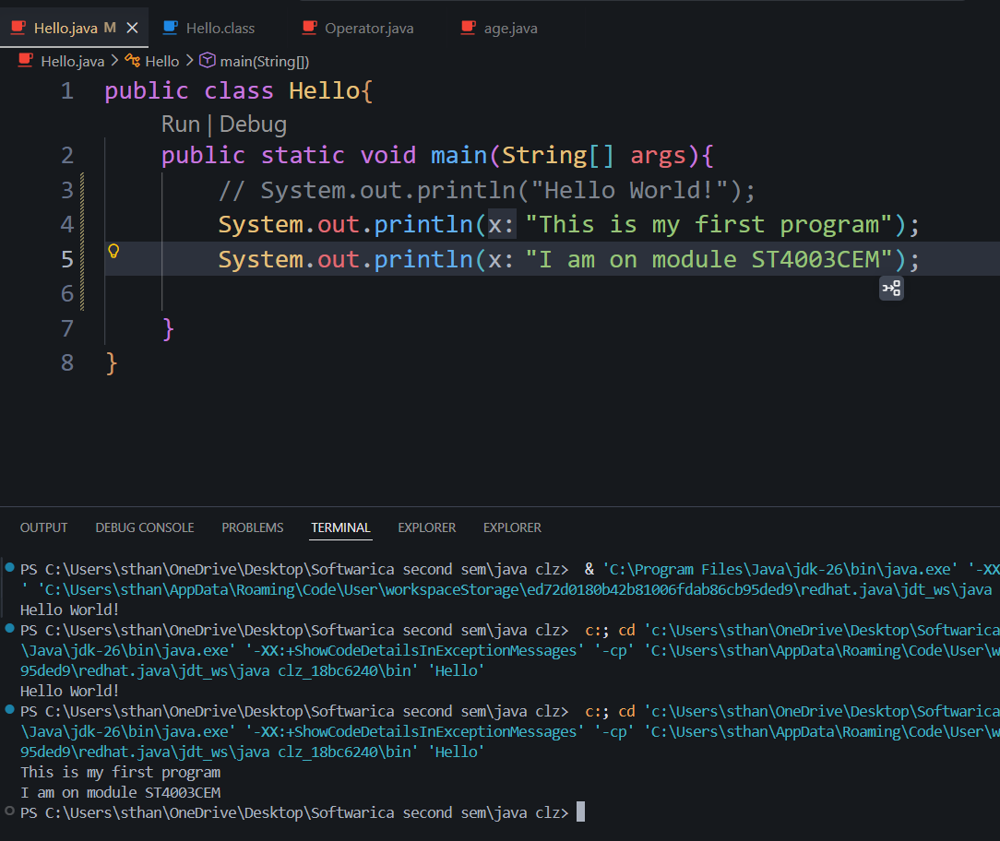 Hello.java M
Hello.class
Operator.java
age.java
Hello.java > Hello > main(String[])
1 public class Hello{
Run | Debug
2 public static void main(String[] args){
3 // System.out.println("Hello World!");
4 System.out.println(x: "This is my first program");
5 System.out.println(x: "I am on module ST4003CEM");
6
7 }
8 }
OUTPUT DEBUG CONSOLE PROBLEMS TERMINAL EXPLORER EXPLORER
PS C:\Users\sthan\OneDrive\Desktop\Softwarica second sem\java clz>  & 'C:\Program Files\Java\jdk-26\bin\java.exe' '-XX
' 'C:\Users\sthan\AppData\Roaming\Code\User\workspaceStorage\ed72d0180b42b81006fdab86cb95ded9\redhat.java\jdt_ws\java
Hello World!
PS C:\Users\sthan\OneDrive\Desktop\Softwarica second sem\java clz>  c:; cd 'c:\Users\sthan\OneDrive\Desktop\Softwarica
\Java\jdk-26\bin\java.exe' '-XX:+ShowCodeDetailsInExceptionMessages' '-cp' 'C:\Users\sthan\AppData\Roaming\Code\User\w
95ded9\redhat.java\jdt_ws\java clz_18bc6240\bin' 'Hello'
Hello World!
PS C:\Users\sthan\OneDrive\Desktop\Softwarica second sem\java clz>  c:; cd 'c:\Users\sthan\OneDrive\Desktop\Softwarica
\Java\jdk-26\bin\java.exe' '-XX:+ShowCodeDetailsInExceptionMessages' '-cp' 'C:\Users\sthan\AppData\Roaming\Code\User\w
95ded9\redhat.java\jdt_ws\java clz_18bc6240\bin' 'Hello'
This is my first program
I am on module ST4003CEM
PS C:\Users\sthan\OneDrive\Desktop\Softwarica second sem\java clz>